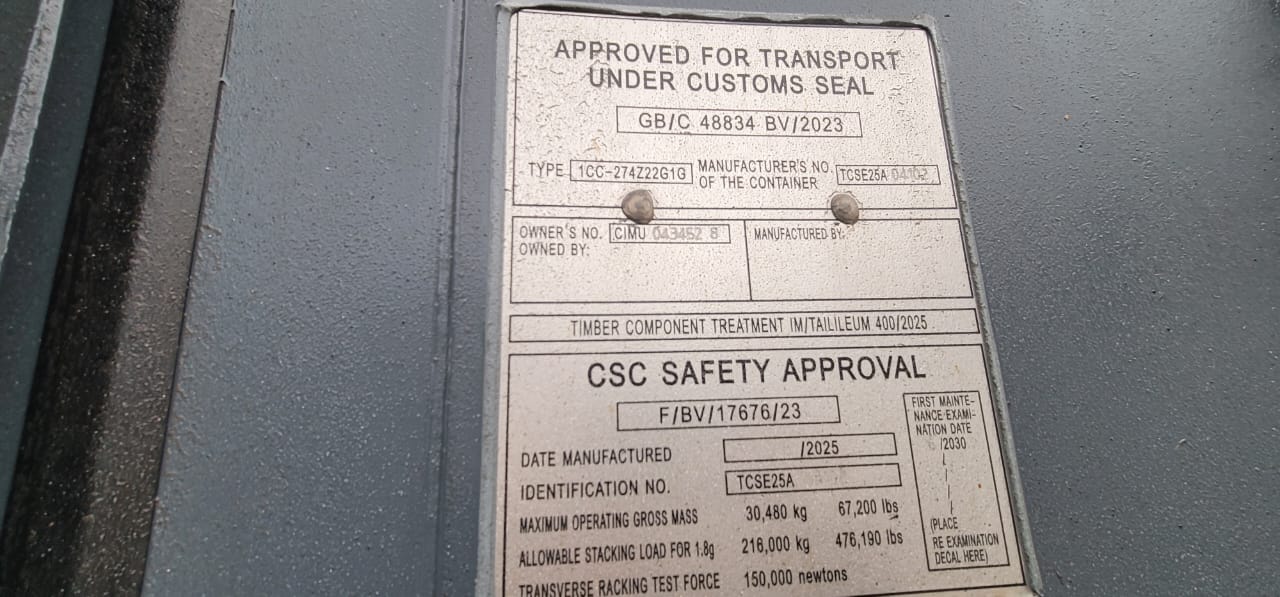 APPROVED FOR TRANSPORT
UNDER CUSTOMS SEAL
GB/C 48834 BV/2023
TYPE 1CC-274Z22G1G MANUFACTURER'S NO. OF THE CONTAINER TCSE25A
OWNER'S NO. CIMU 043452 8
OWNED BY:
MANUFACTURED BY:
TIMBER COMPONENT TREATMENT IM/TAILILEUM 400/2025
CSC SAFETY APPROVAL
F/BV/17676/23
DATE MANUFACTURED /2025
IDENTIFICATION NO. TCSE25A
MAXIMUM OPERATING GROSS MASS 30,480 kg 67,200 lbs
ALLOWABLE STACKING LOAD FOR 1.8g 216,000 kg 476,190 lbs
TRANSVERSE RACKING TEST FORCE 150,000 newtons
FIRST MAINTE-
NANCE EXAMI-
NATION DATE
/2030
/
/
/
/
(PLACE
RE EXAMINATION
DECAL HERE)